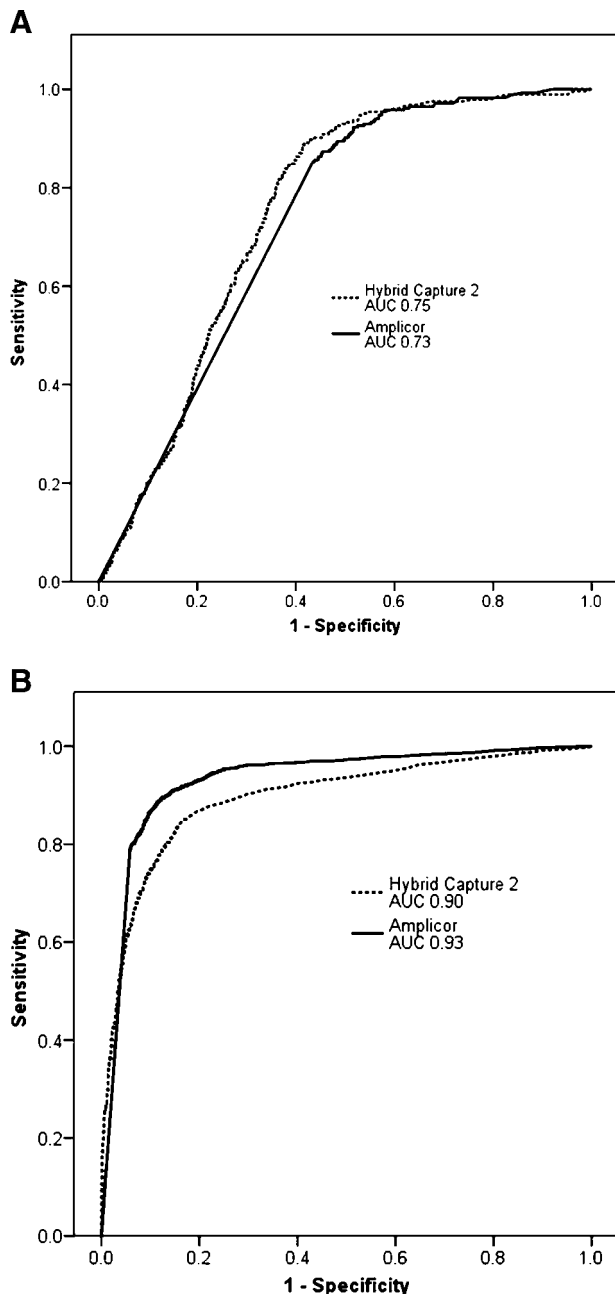 A
1.0
0.8
0.6
0.4
0.2
0.0
Sensitivity
Hybrid Capture 2
AUC 0.75
Amplicor
AUC 0.73
0.0 0.2 0.4 0.6 0.8 1.0
1 - Specificity
B
1.0
0.8
0.6
0.4
0.2
0.0
Sensitivity
Hybrid Capture 2
AUC 0.90
Amplicor
AUC 0.93
0.0 0.2 0.4 0.6 0.8 1.0
1 - Specificity